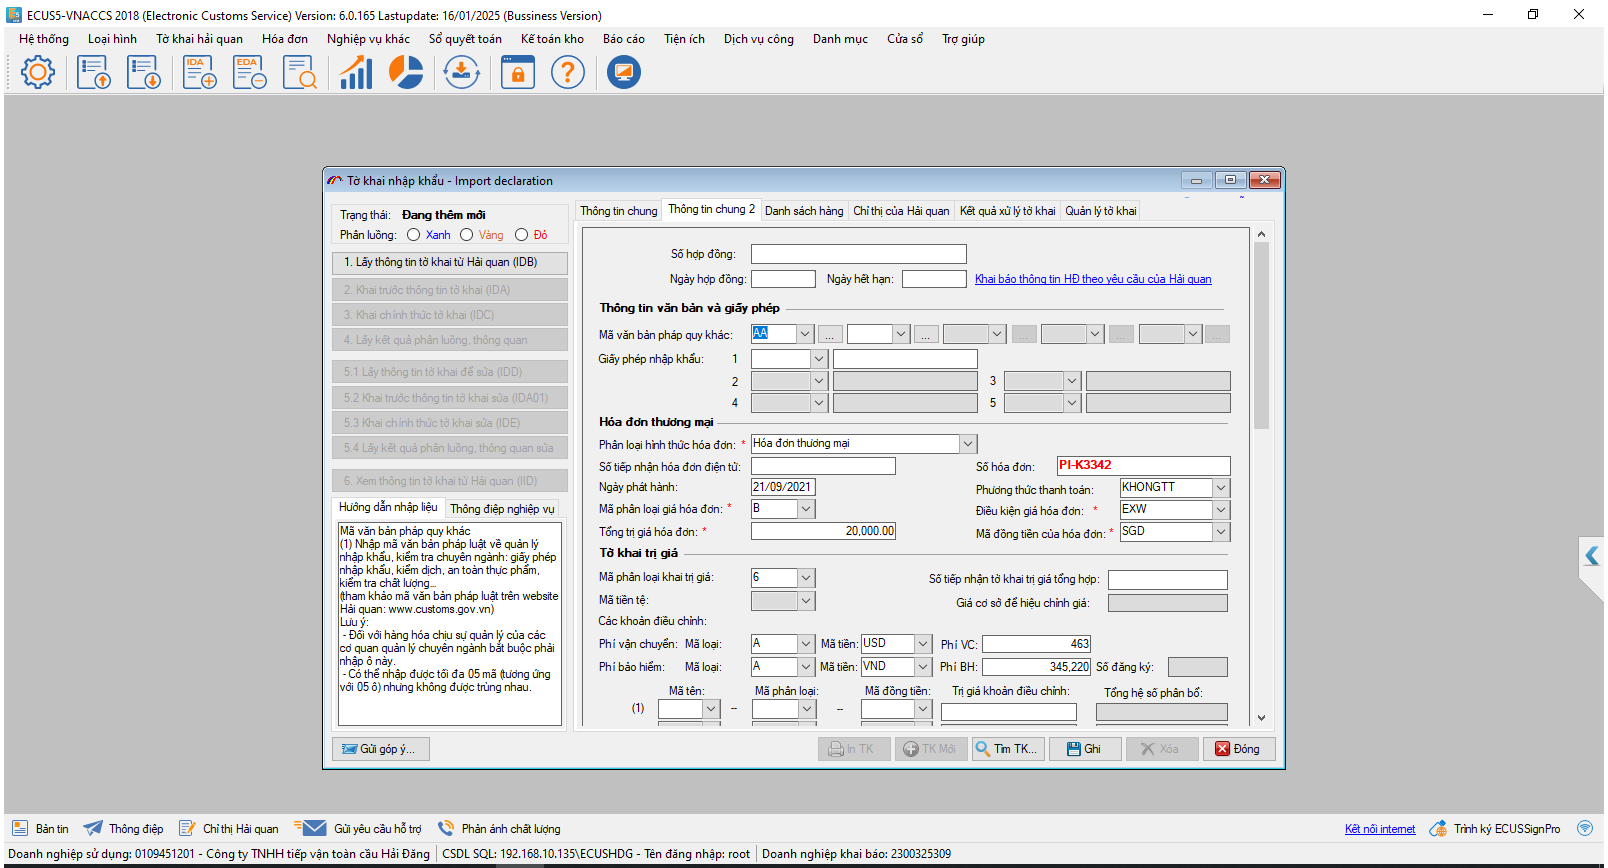 ECUS5-VNACCS 2018 (Electronic Customs Service) Version: 6.0.165 Lastupdate: 16/01/2025 (Bussiness Version)
Hệ thống Loại hình Tờ khai hải quan Hóa đơn Nghiệp vụ khác Sổ quyết toán Kế toán kho Báo cáo Tiện ích Dịch vụ công Danh mục Cửa sổ Trợ giúp
IDA EDA
Tờ khai nhập khẩu - Import declaration
Trạng thái: Đang thêm mới
Phân luồng: Xanh Vàng Đỏ
1. Lấy thông tin tờ khai từ Hải quan (IDB)
2. Khai trước thông tin tờ khai (IDA)
3. Khai chính thức tờ khai (IDC)
4. Lấy kết quả phân luồng, thông quan
5.1 Lấy thông tin tờ khai để sửa (IDD)
5.2 Khai trước thông tin tờ khai sửa (IDA01)
5.3 Khai chính thức tờ khai sửa (IDE)
5.4 Lấy kết quả phân luồng, thông quan sửa
6. Xem thông tin tờ khai từ Hải quan (IID)
Hướng dẫn nhập liệu Thông điệp nghiệp vụ
Mã văn bản pháp quy khác
(1) Nhập mã văn bản pháp luật về quản lý
nhập khẩu, kiểm tra chuyên ngành: giấy phép
nhập khẩu, kiểm dịch, an toàn thực phẩm,
kiểm tra chất lượng...
(tham khảo mã văn bản pháp luật trên website
Hải quan: www.customs.gov.vn)
Lưu ý:
- Đối với hàng hóa chịu sự quản lý của các
cơ quan quản lý chuyên ngành bắt buộc phải
nhập ô này.
- Có thể nhập được tối đa 05 mã (tương ứng
với 05 ô) nhưng không được trùng nhau.
Thông tin chung Thông tin chung 2 Danh sách hàng Chỉ thị của Hải quan Kết quả xử lý tờ khai Quản lý tờ khai
Số hợp đồng:
Ngày hợp đồng: Ngày hết hạn: Khai báo thông tin HĐ theo yêu cầu của Hải quan
Thông tin văn bản và giấy phép
Mã văn bản pháp quy khác: AA ... ... ... ... ...
Giấy phép nhập khẩu: 1
2 3
4 5
Hóa đơn thương mại
Phân loại hình thức hóa đơn: * Hóa đơn thương mại
Số tiếp nhận hóa đơn điện tử: Số hóa đơn: PI-K3342
Ngày phát hành: 21/09/2021 Phương thức thanh toán: KHONGTT
Mã phân loại giá hóa đơn: * B Điều kiện giá hóa đơn: * EXW
Tổng trị giá hóa đơn: * 20,000.00 Mã đồng tiền của hóa đơn: * SGD
Tờ khai trị giá
Mã phân loại khai trị giá: 6 Số tiếp nhận tờ khai trị giá tổng hợp:
Mã tiền tệ: Giá cơ sở để hiệu chỉnh giá:
Các khoản điều chỉnh:
Phí vận chuyển: Mã loại: A Mã tiền: USD Phí VC: 463
Phí bảo hiểm: Mã loại: A Mã tiền: VND Phí BH: 345,220 Số đăng ký:
Mã tên: Mã phân loại: Mã đồng tiền: Trị giá khoản điều chỉnh: Tổng hệ số phân bổ:
(1) -- --
Gửi góp ý... In TK TK Mới Tìm TK... Ghi Xóa Đóng
Bản tin Thông điệp Chỉ thị Hải quan Gửi yêu cầu hỗ trợ Phản ánh chất lượng Kết nối internet Trình ký ECUSSignPro
Doanh nghiệp sử dụng: 0109451201 - Công ty TNHH tiếp vận toàn cầu Hải Đăng CSDL SQL: 192.168.10.135\ECUSHDG - Tên đăng nhập: root Doanh nghiệp khai báo: 2300325309